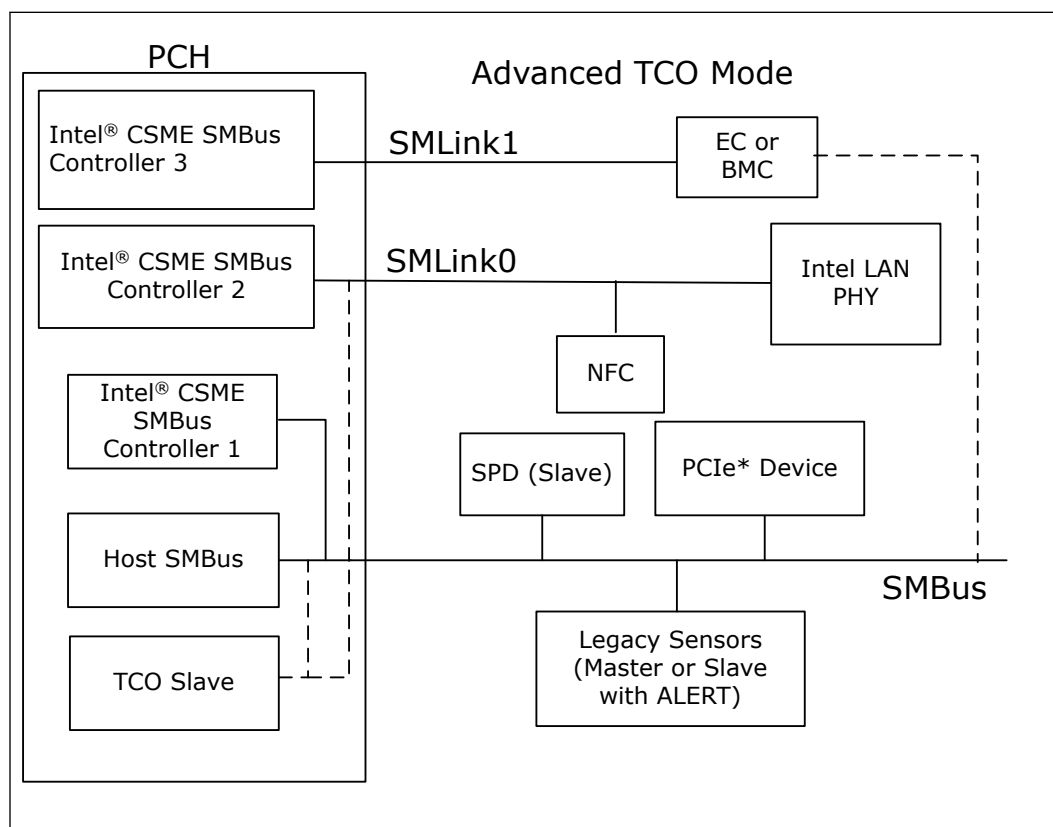 PCH
Advanced TCO Mode
Intel® CSME SMBus
Controller 3
SMLink1
EC or
BMC
Intel® CSME SMBus
Controller 2
SMLink0
Intel LAN
PHY
NFC
Intel® CSME
SMBus
Controller 1
SPD (Slave)
PCIe* Device
Host SMBus
SMBus
TCO Slave
Legacy Sensors
(Master or Slave
with ALERT)